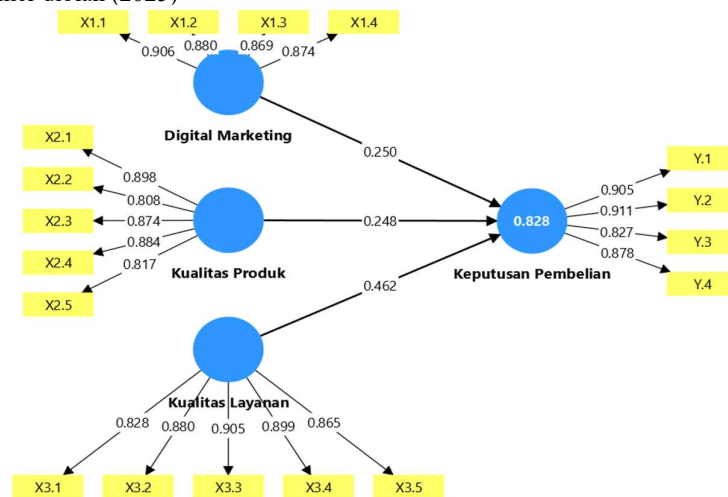 X1.1 X1.2 X1.3 X1.4
0.906 0.880 0.869 0.874
Digital Marketing
0.250
X2.1
X2.2
X2.3
X2.4
X2.5
0.898
0.808
0.874
0.884
0.817
Kualitas Produk
0.248
0.462
0.828
Keputusan Pembelian
0.905
0.911
0.827
0.878
Y.1
Y.2
Y.3
Y.4
Kualitas Layanan
0.828 0.880 0.905 0.899 0.865
X3.1 X3.2 X3.3 X3.4 X3.5